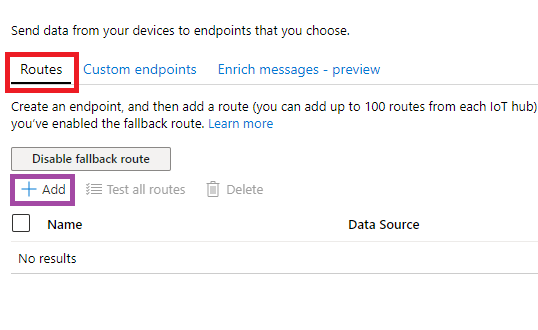 Send data from your devices to endpoints that you choose.
Routes Custom endpoints Enrich messages - preview
Create an endpoint, and then add a route (you can add up to 100 routes from each IoT hub)
you've enabled the fallback route. Learn more
Disable fallback route
Add Test all routes Delete
Name Data Source
No results